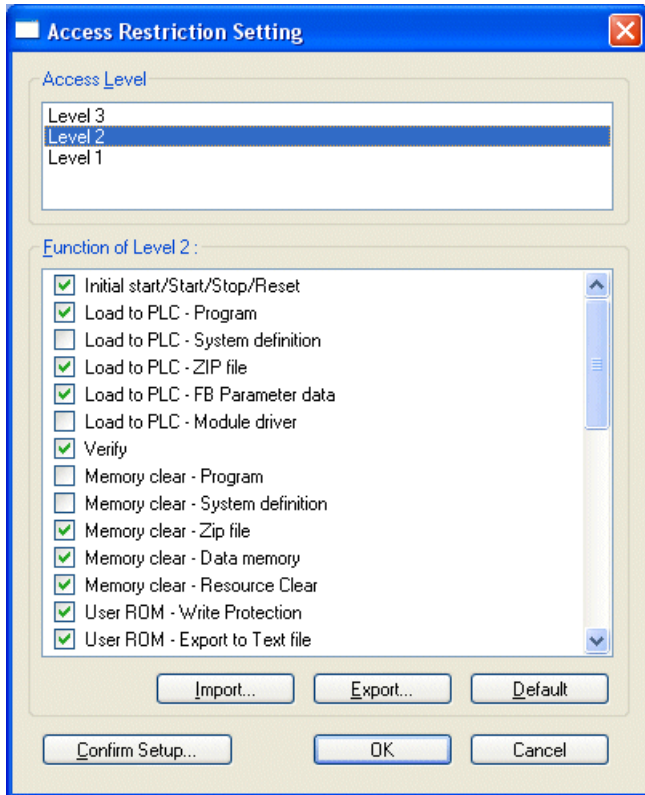 Access Restriction Setting
Access Level
Level 3
Level 2
Level 1
Function of Level 2 :
Initial start/Start/Stop/Reset
Load to PLC - Program
Load to PLC - System definition
Load to PLC - ZIP file
Load to PLC - FB Parameter data
Load to PLC - Module driver
Verify
Memory clear - Program
Memory clear - System definition
Memory clear - Zip file
Memory clear - Data memory
Memory clear - Resource Clear
User ROM - Write Protection
User ROM - Export to Text file
Import... Export... Default
Confirm Setup... OK Cancel